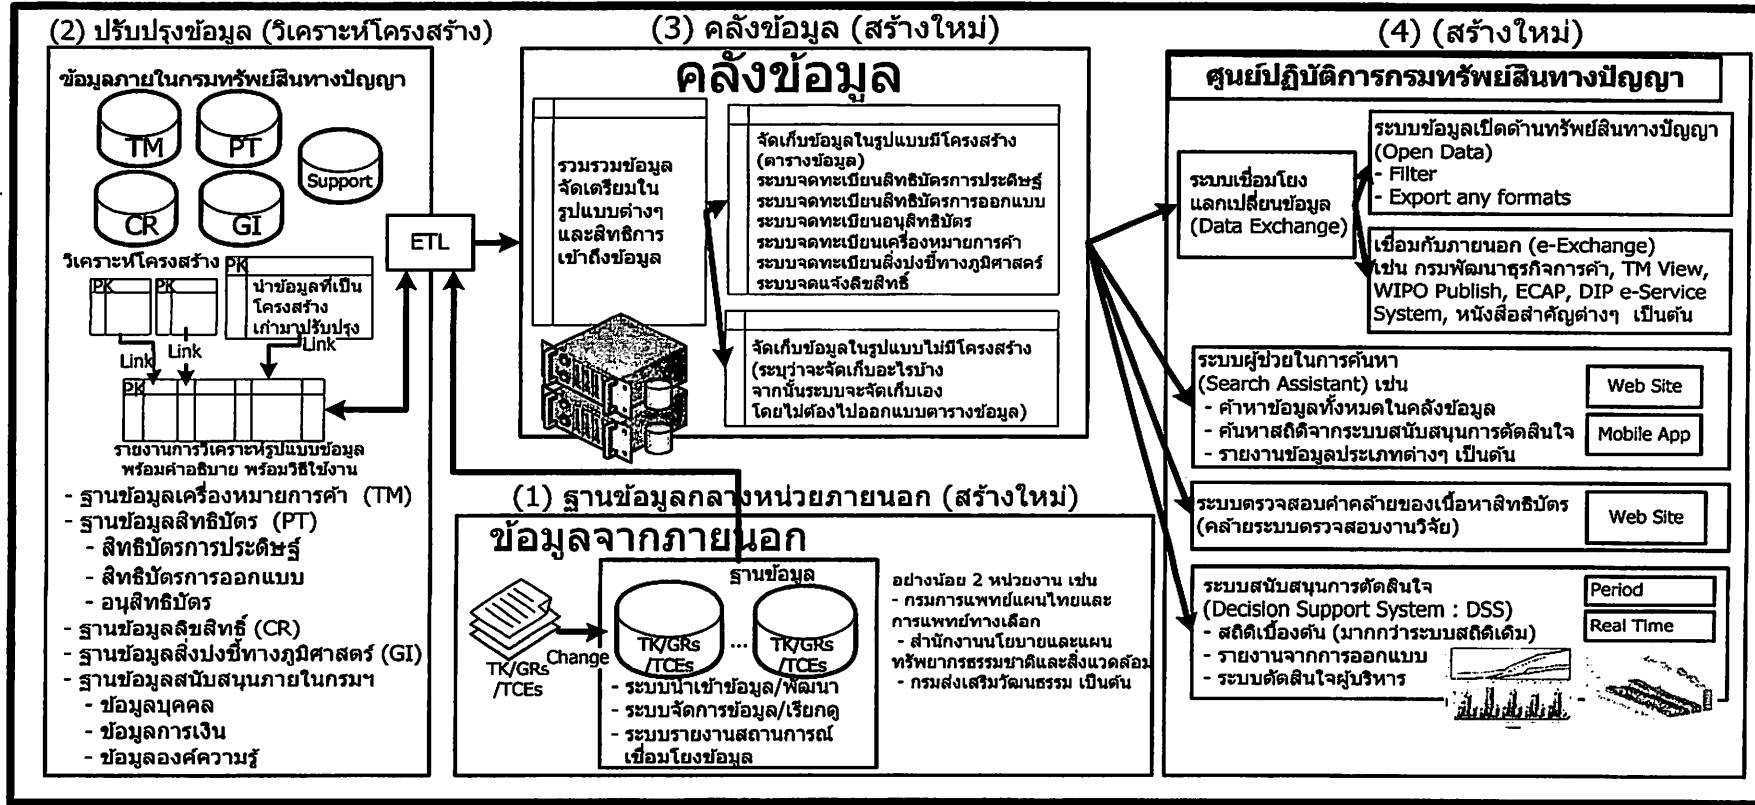 (2) ปรับปรุงข้อมูล (วิเคราะห์โครงสร้าง)
ข้อมูลภายในกรมทรัพย์สินทางปัญญา
TM
PT
Support
CR
GI
วิเคราะห์โครงสร้าง
PK
PK
PK
นำข้อมูลที่เป็น
โครงสร้าง
เก่ามาปรับปรุง
Link
Link
Link
PK
รายงานการวิเคราะห์รูปแบบข้อมูล
พร้อมคำอธิบาย พร้อมวิธีใช้งาน
- ฐานข้อมูลเครื่องหมายการค้า (TM)
- ฐานข้อมูลสิทธิบัตร (PT)
- สิทธิบัตรการประดิษฐ์
- สิทธิบัตรการออกแบบ
- อนุสิทธิบัตร
- ฐานข้อมูลลิขสิทธิ์ (CR)
- ฐานข้อมูลสิ่งบ่งชี้ทางภูมิศาสตร์ (GI)
- ฐานข้อมูลสนับสนุนภายในกรมฯ
- ข้อมูลบุคคล
- ข้อมูลการเงิน
- ข้อมูลองค์ความรู้
ETL
(3) คลังข้อมูล (สร้างใหม่)
คลังข้อมูล
รวมรวมข้อมูล
จัดเตรียมใน
รูปแบบต่างๆ
และสิทธิการ
เข้าถึงข้อมูล
จัดเก็บข้อมูลในรูปแบบมีโครงสร้าง
(ตารางข้อมูล)
ระบบจดทะเบียนสิทธิบัตรการประดิษฐ์
ระบบจดทะเบียนสิทธิบัตรการออกแบบ
ระบบจดทะเบียนอนุสิทธิบัตร
ระบบจดทะเบียนเครื่องหมายการค้า
ระบบจดทะเบียนสิ่งบ่งชี้ทางภูมิศาสตร์
ระบบจดแจ้งลิขสิทธิ์
จัดเก็บข้อมูลในรูปแบบไม่มีโครงสร้าง
(ระบุว่าจะจัดเก็บอะไรบ้าง
จากนั้นระบบจะจัดเก็บเอง
โดยไม่ต้องไปออกแบบตารางข้อมูล)
(1) ฐานข้อมูลกลางหน่วยภายนอก (สร้างใหม่)
ข้อมูลจากภายนอก
TK/GRs
/TCEs
Change
ฐานข้อมูล
TK/GRs
/TCEs
...
TK/GRs
/TCEs
- ระบบนำเข้าข้อมูล/พัฒนา
- ระบบจัดการข้อมูล/เรียกดู
- ระบบรายงานสถานการณ์
เชื่อมโยงข้อมูล
อย่างน้อย 2 หน่วยงาน เช่น
- กรมการแพทย์แผนไทยและ
การแพทย์ทางเลือก
- สำนักงานนโยบายและแผน
ทรัพยากรธรรมชาติและสิ่งแวดล้อม
- กรมส่งเสริมวัฒนธรรม เป็นต้น
(4) (สร้างใหม่)
ศูนย์ปฏิบัติการกรมทรัพย์สินทางปัญญา
ระบบเชื่อมโยง
แลกเปลี่ยนข้อมูล
(Data Exchange)
ระบบข้อมูลเปิดด้านทรัพย์สินทางปัญญา
(Open Data)
- Filter
- Export any formats
เชื่อมกับภายนอก (e-Exchange)
เช่น กรมพัฒนาธุรกิจการค้า, TM View,
WIPO Publish, ECAP, DIP e-Service
System, หนังสือสำคัญต่างๆ เป็นต้น
ระบบผู้ช่วยในการค้นหา
(Search Assistant) เช่น
- ค้าหาข้อมูลทั้งหมดในคลังข้อมูล
- ค้นหาสถิติจากระบบสนับสนุนการตัดสินใจ
- รายงานข้อมูลประเภทต่างๆ เป็นต้น
Web Site
Mobile App
ระบบตรวจสอบคำคล้ายของเนื้อหาสิทธิบัตร
(คล้ายระบบตรวจสอบงานวิจัย)
Web Site
ระบบสนับสนุนการตัดสินใจ
(Decision Support System : DSS)
- สถิติเบื้องต้น (มากกว่าระบบสถิติเดิม)
- รายงานจากการออกแบบ
- ระบบตัดสินใจผู้บริหาร
Period
Real Time